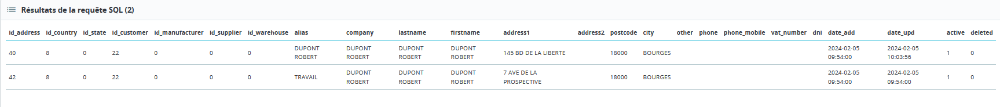 Résultats de la requête SQL (2)
id_address id_country id_state id_customer id_manufacturer id_supplier id_warehouse alias company lastname firstname address1 address2 postcode city other phone phone_mobile vat_number dni date_add date_upd active deleted
40 8 0 22 0 0 0 DUPONT ROBERT DUPONT ROBERT DUPONT ROBERT DUPONT ROBERT 145 BD DE LA LIBERTE 18000 BOURGES 2024-02-05 09:54:00 2024-02-05 10:03:56 1 0
42 8 0 22 0 0 0 TRAVAIL DUPONT ROBERT DUPONT ROBERT DUPONT ROBERT 7 AVE DE LA PROSPECTIVE 18000 BOURGES 2024-02-05 09:54:00 2024-02-05 09:54:00 1 0